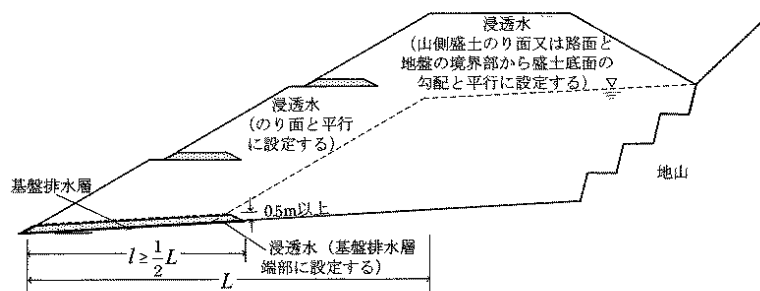 浸透水
(山側盛土のり面又は路面と
地盤の境界部から盛土底面の
勾配と平行に設定する)
浸透水
(のり面と平行
に設定する)
地山
基盤排水層
0.5m以上
浸透水(基盤排水層
端部に設定する)
l ≥ 1/2 L
L